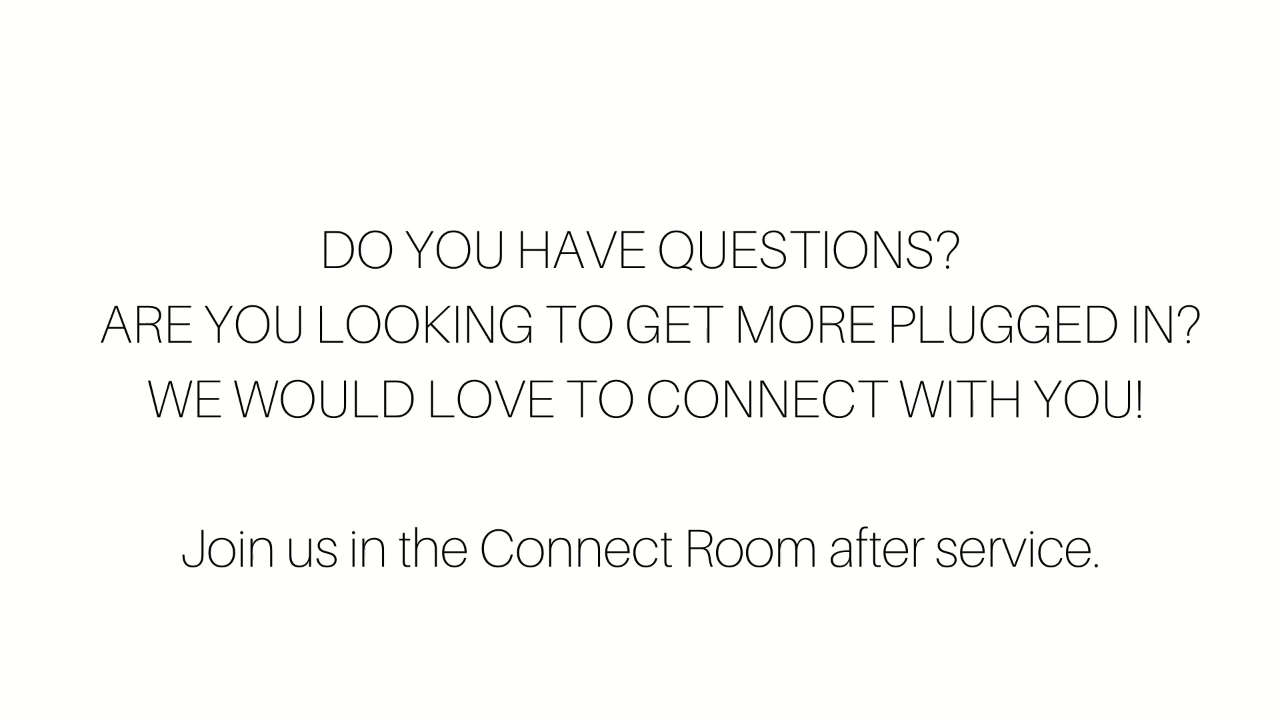 DO YOU HAVE QUESTIONS?
ARE YOU LOOKING TO GET MORE PLUGGED IN?
WE WOULD LOVE TO CONNECT WITH YOU!
Join us in the Connect Room after service.